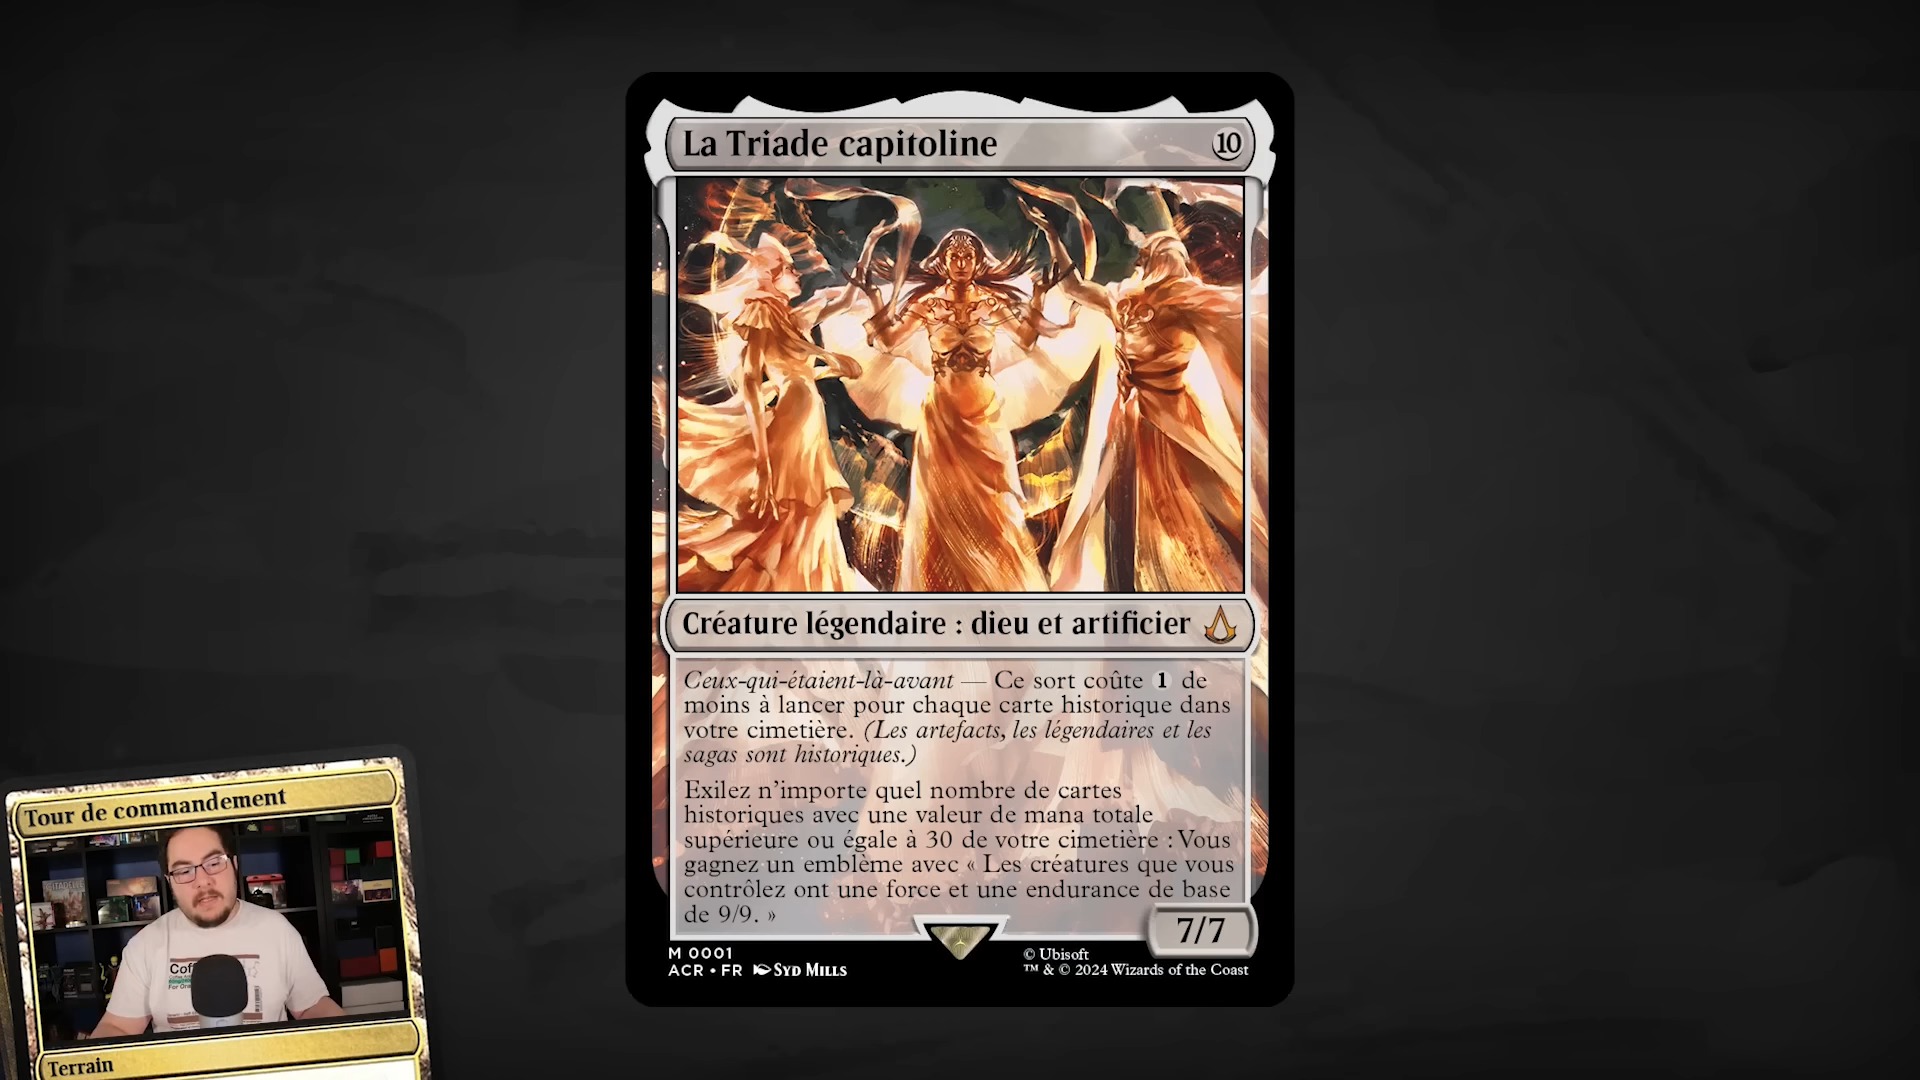 La Triade capitoline
10
Créature légendaire : dieu et artificier
Ceux-qui-étaient-là-avant — Ce sort coûte 1 de
moins à lancer pour chaque carte historique dans
votre cimetière. (Les artefacts, les légendaires et les
sagas sont historiques.)
Exilez n’importe quel nombre de cartes
historiques avec une valeur de mana totale
supérieure ou égale à 30 de votre cimetière : Vous
gagnez un emblème avec « Les créatures que vous
contrôlez ont une force et une endurance de base
de 9/9. »
7/7
M 0001
ACR • FR Syd Mills
© Ubisoft
™ & © 2024 Wizards of the Coast
Tour de commandement
Terrain